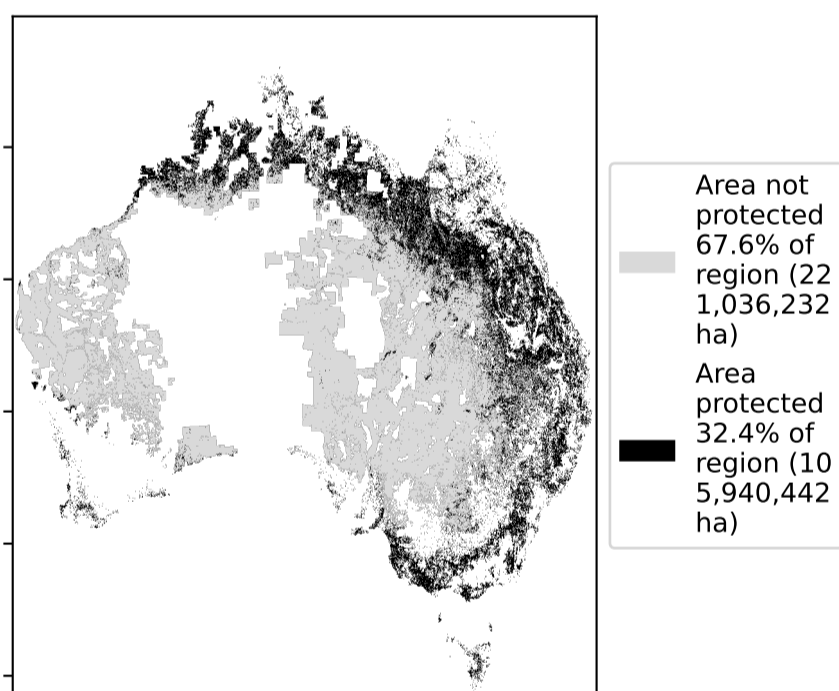 Area not
protected
67.6% of
region (22
1,036,232
ha)
Area
protected
32.4% of
region (10
5,940,442
ha)